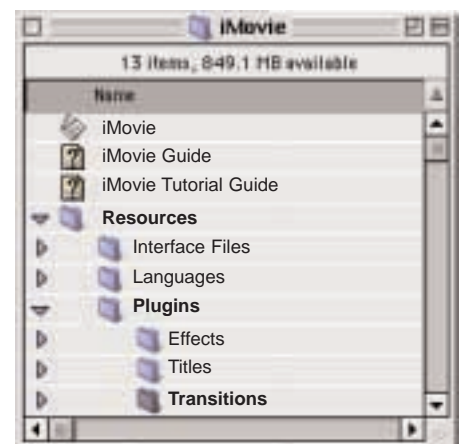 iMovie
13 items, 849.1 MB available
Name
iMovie
iMovie Guide
iMovie Tutorial Guide
Resources
Interface Files
Languages
Plugins
Effects
Titles
Transitions